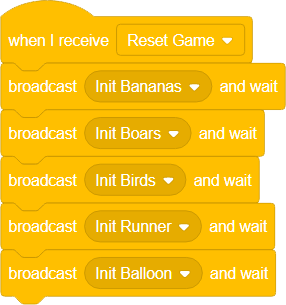 when I receive Reset Game
broadcast Init Bananas and wait
broadcast Init Boars and wait
broadcast Init Birds and wait
broadcast Init Runner and wait
broadcast Init Balloon and wait